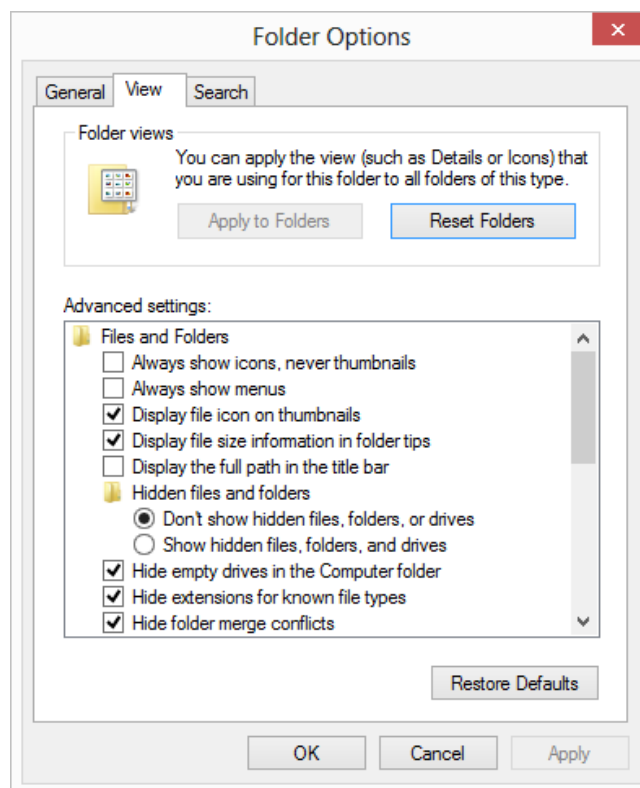 Folder Options
General View Search
Folder views
You can apply the view (such as Details or Icons) that
you are using for this folder to all folders of this type.
Apply to Folders Reset Folders
Advanced settings:
Files and Folders
Always show icons, never thumbnails
Always show menus
Display file icon on thumbnails
Display file size information in folder tips
Display the full path in the title bar
Hidden files and folders
Don't show hidden files, folders, or drives
Show hidden files, folders, and drives
Hide empty drives in the Computer folder
Hide extensions for known file types
Hide folder merge conflicts
Restore Defaults
OK Cancel Apply